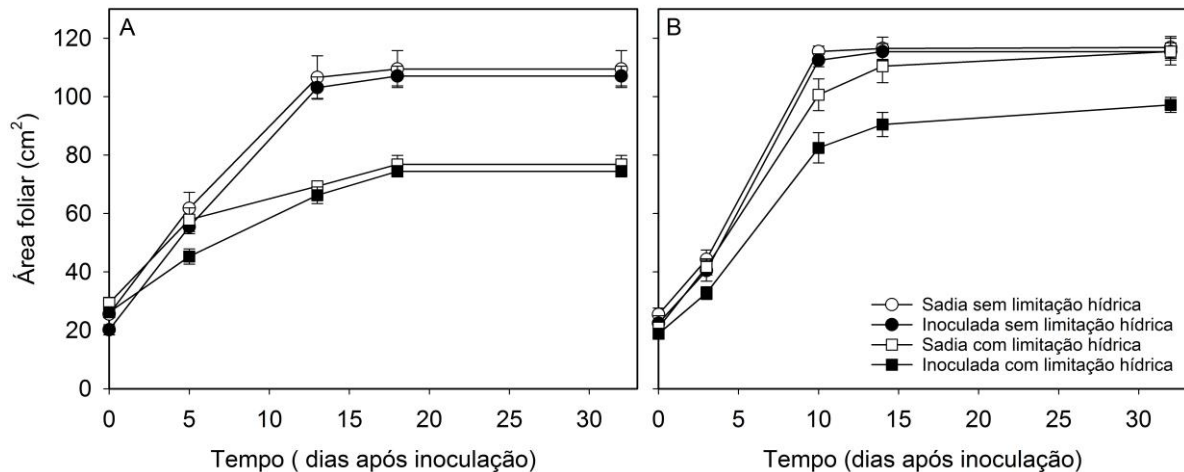 A
B
120
100
80
60
40
20
0
Área foliar (cm²)
Sadia sem limitação hídrica
Inoculada sem limitação hídrica
Sadia com limitação hídrica
Inoculada com limitação hídrica
0 5 10 15 20 25 30
0 5 10 15 20 25 30
Tempo ( dias após inoculação)
Tempo (dias após inoculação)